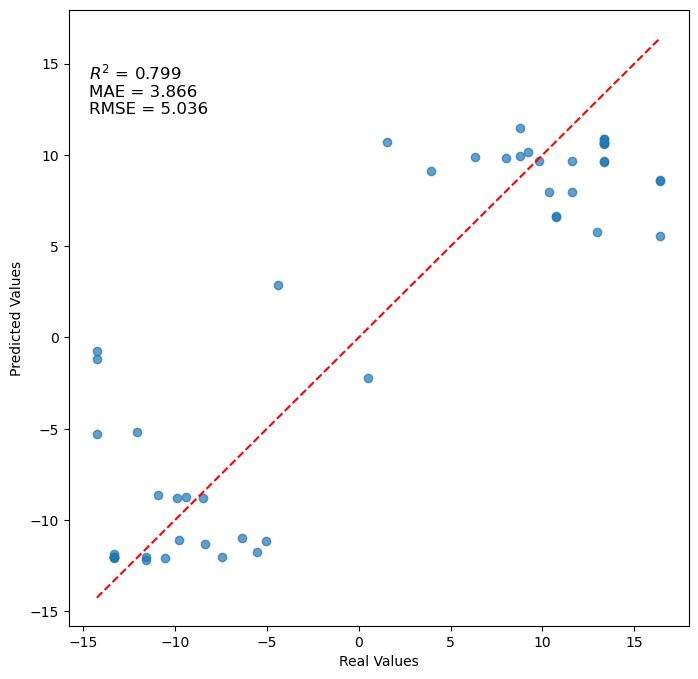 R² = 0.799
MAE = 3.866
RMSE = 5.036
15
10
5
0
−5
−10
−15
Predicted Values
−15 −10 −5 0 5 10 15
Real Values